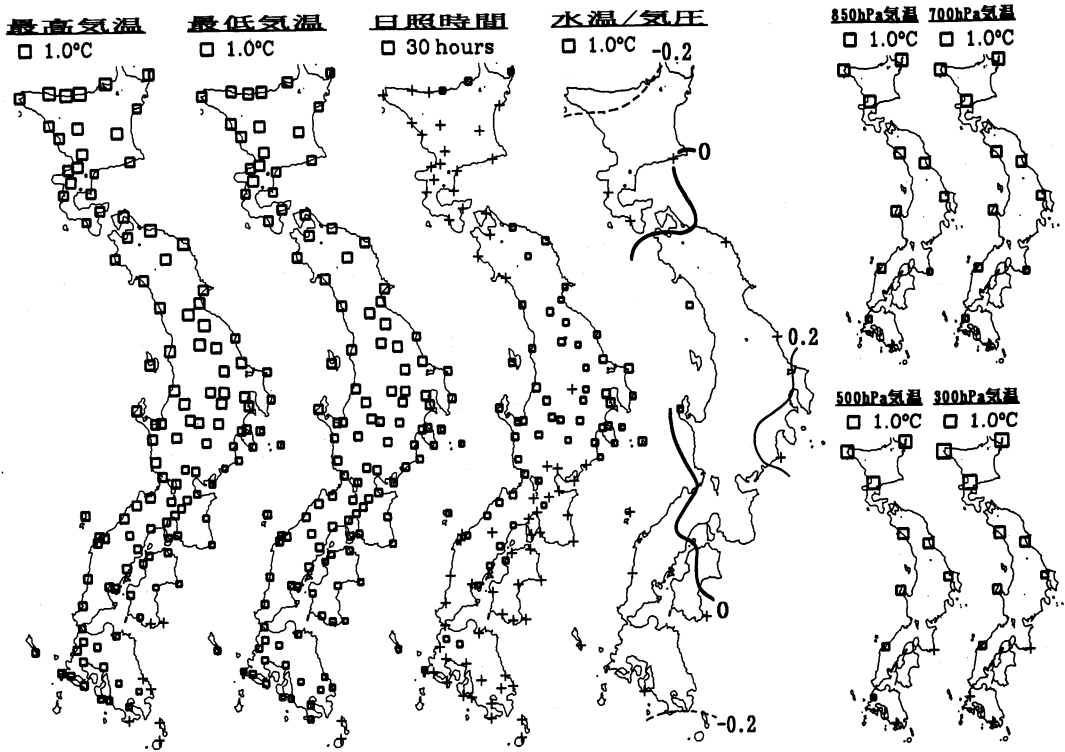 最高気温
□ 1.0°C
最低気温
□ 1.0°C
日照時間
□ 30 hours
水温/気圧
□ 1.0°C
-0.2
0
0.2
0
-0.2
850hPa気温
□ 1.0°C
700hPa気温
□ 1.0°C
500hPa気温
□ 1.0°C
300hPa気温
□ 1.0°C